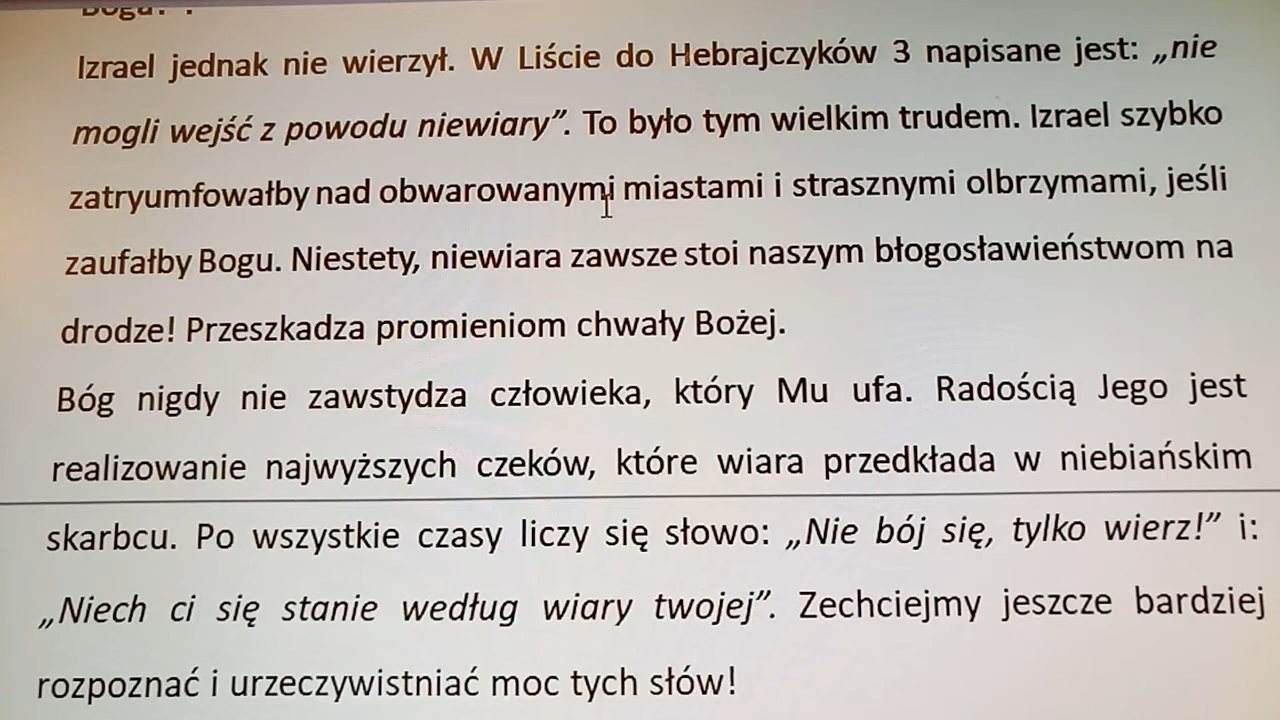 Izrael jednak nie wierzył. W Liście do Hebrajczyków 3 napisane jest: „nie
mogli wejść z powodu niewiary”. To było tym wielkim trudem. Izrael szybko
zatryumfowałby nad obwarowanymi miastami i strasznymi olbrzymami, jeśli
zaufałby Bogu. Niestety, niewiara zawsze stoi naszym błogosławieństwom na
drodze! Przeszkadza promieniom chwały Bożej.
Bóg nigdy nie zawstydza człowieka, który Mu ufa. Radością Jego jest
realizowanie najwyższych czeków, które wiara przedkłada w niebiańskim
skarbcu. Po wszystkie czasy liczy się słowo: „Nie bój się, tylko wierz!” i:
„Niech ci się stanie według wiary twojej”. Zechciejmy jeszcze bardziej
rozpoznać i urzeczywistniać moc tych słów!